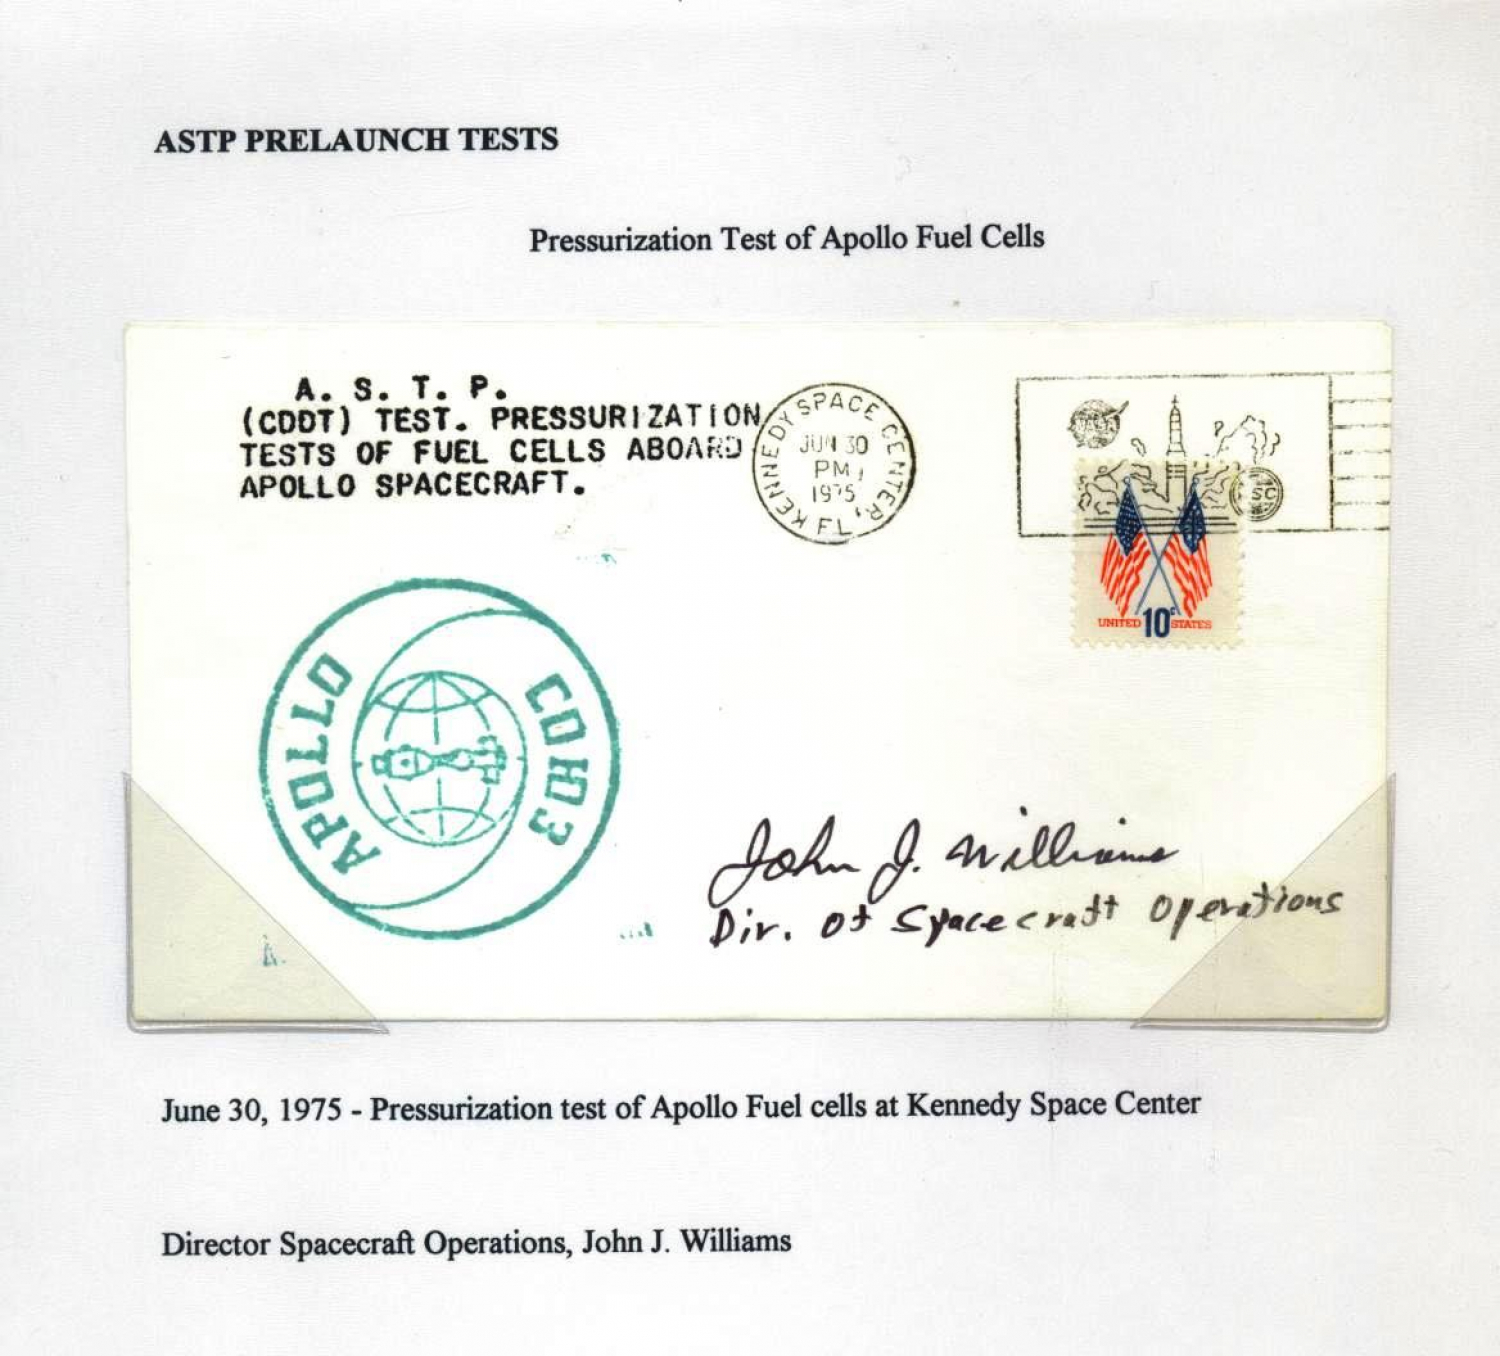 ASTP PRELAUNCH TESTS
Pressurization Test of Apollo Fuel Cells
A. S. T. P.
(CDDT) TEST. PRESSURIZATION
TESTS OF FUEL CELLS ABOARD
APOLLO SPACECRAFT.
KENNEDY SPACE CENTER, FL
JUN 30
PM
1975
KSC
UNITED 10c STATES
APOLLO
СОЮЗ
John J. Williams
Dir. of Spacecraft Operations
June 30, 1975 - Pressurization test of Apollo Fuel cells at Kennedy Space Center
Director Spacecraft Operations, John J. Williams